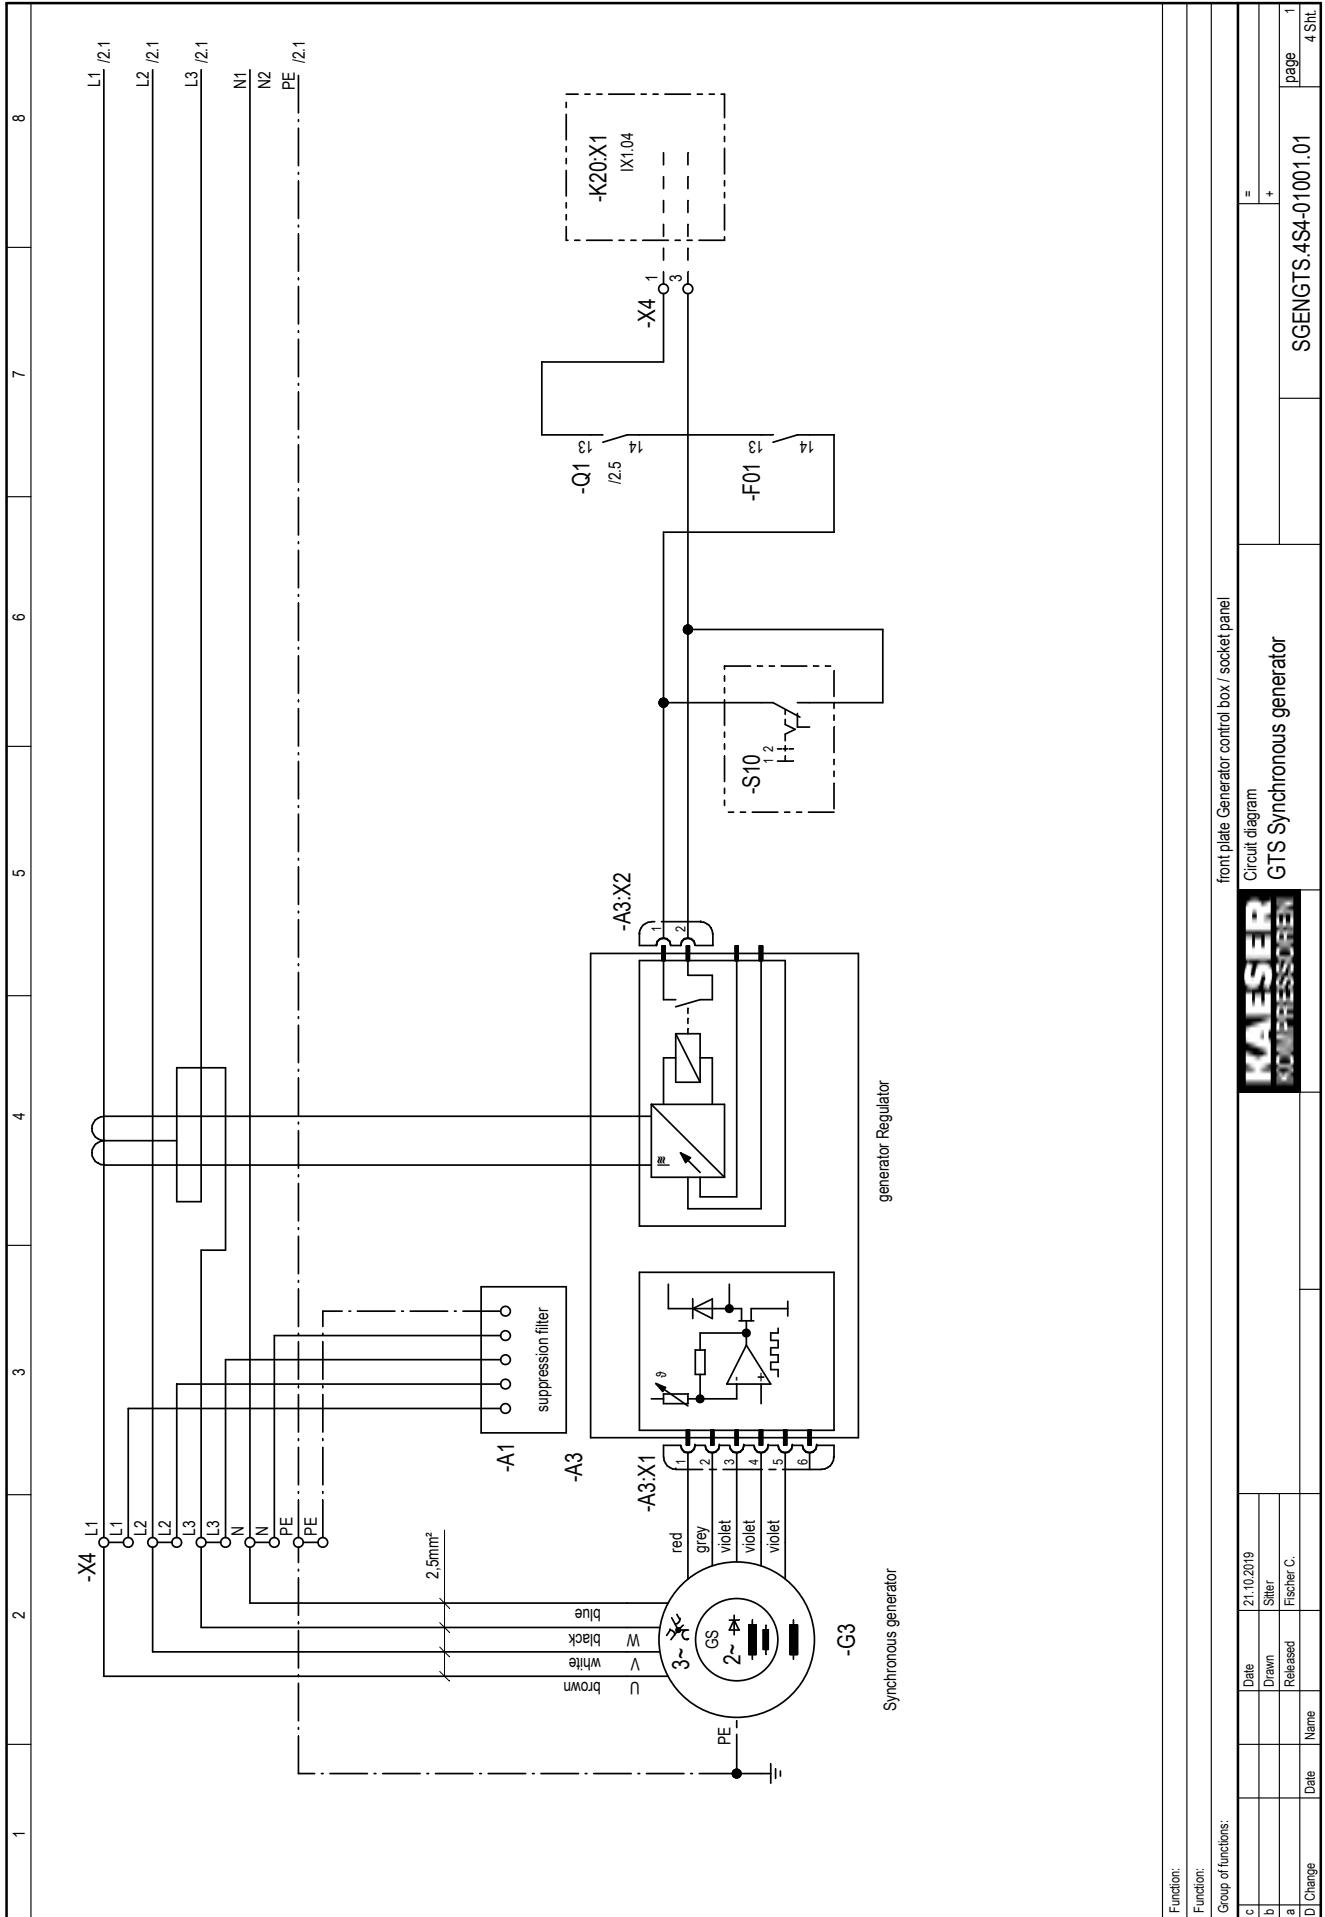 1 2 3 4 5 6 7 8
L1 /2.1
L2 /2.1
L3 /2.1
N1
N2
PE /2.1
-X4
L1
L1
L2
L2
L3
L3
N
N
PE
PE
2,5mm²
brown
white
black
blue
U
V
W
3~
GS
2~
PE
-G3
Synchronous generator
red
grey
violet
violet
violet
-A3:X1
1
2
3
4
5
6
-A1
suppression filter
-A3
ϑ
-
+
generator Regulator
-A3:X2
1
2
-S10
1 2
-Q1
/2.5
13
14
-F01
13
14
-X4
1
3
-K20:X1
IX1.04
Function:
Function:
Group of functions:
front plate Generator control box / socket panel
c
b
a
D Change Date Name
Date 21.10.2019
Drawn Sitter
Released Fischer C.
KAESER
KOMPRESSOREN
Circuit diagram
GTS Synchronous generator
=
+
SGENGTS.4S4-01001.01
page 1
4 Sht.